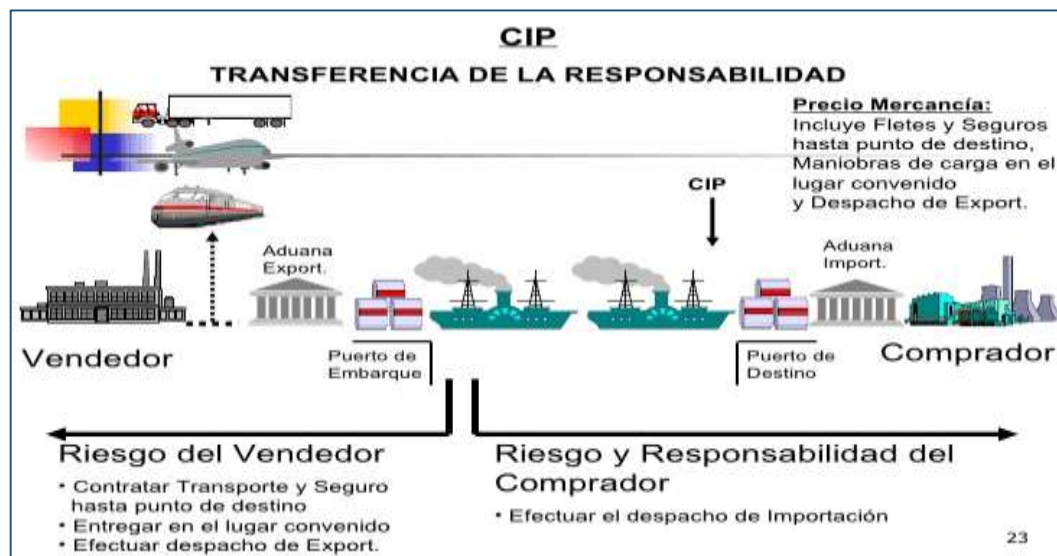 CIP
TRANSFERENCIA DE LA RESPONSABILIDAD
Precio Mercancía:
Incluye Fletes y Seguros
hasta punto de destino,
Maniobras de carga en el
lugar convenido
y Despacho de Export.
CIP
Aduana
Export.
Aduana
Import.
Vendedor
Puerto de
Embarque
Puerto de
Destino
Comprador
Riesgo del Vendedor
• Contratar Transporte y Seguro
hasta punto de destino
• Entregar en el lugar convenido
• Efectuar despacho de Export.
Riesgo y Responsabilidad del
Comprador
• Efectuar el despacho de Importación
23